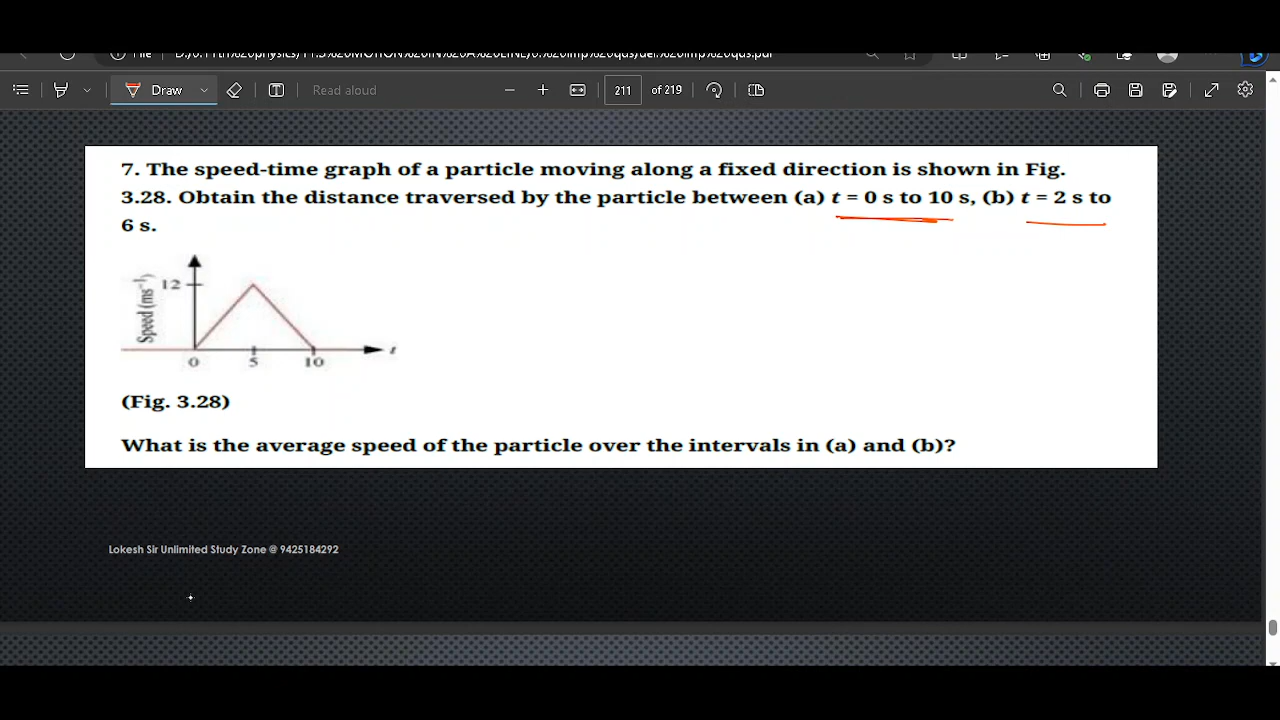 Draw
Read aloud
211 of 219
7. The speed-time graph of a particle moving along a fixed direction is shown in Fig.
3.28. Obtain the distance traversed by the particle between (a) t = 0 s to 10 s, (b) t = 2 s to
6 s.
12
Speed (ms⁻¹)
0 5 10 t
(Fig. 3.28)
What is the average speed of the particle over the intervals in (a) and (b)?
Lokesh Sir Unlimited Study Zone @ 9425184292